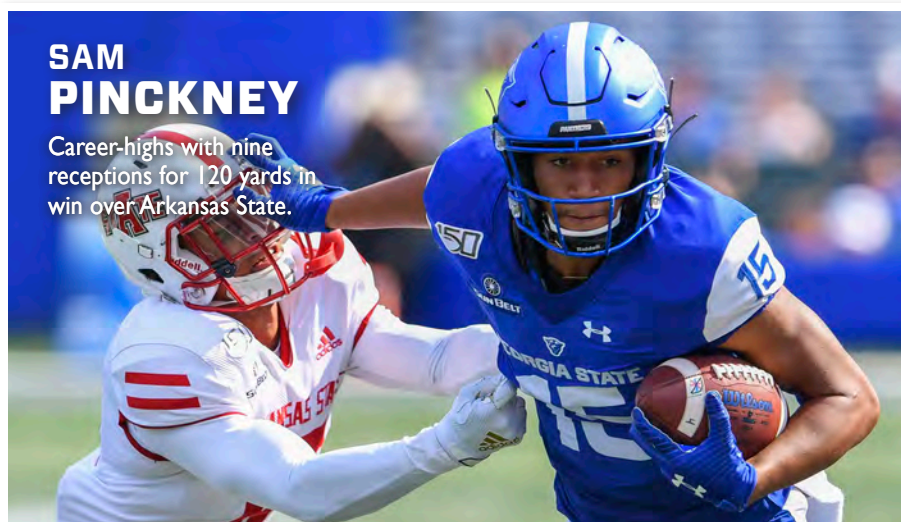 SAM
PINCKNEY
Career-highs with nine
receptions for 120 yards in
win over Arkansas State.
PANTHERS
Riddell
150
15
SUN BELT
GEORGIA STATE
15
Wilson
adidas